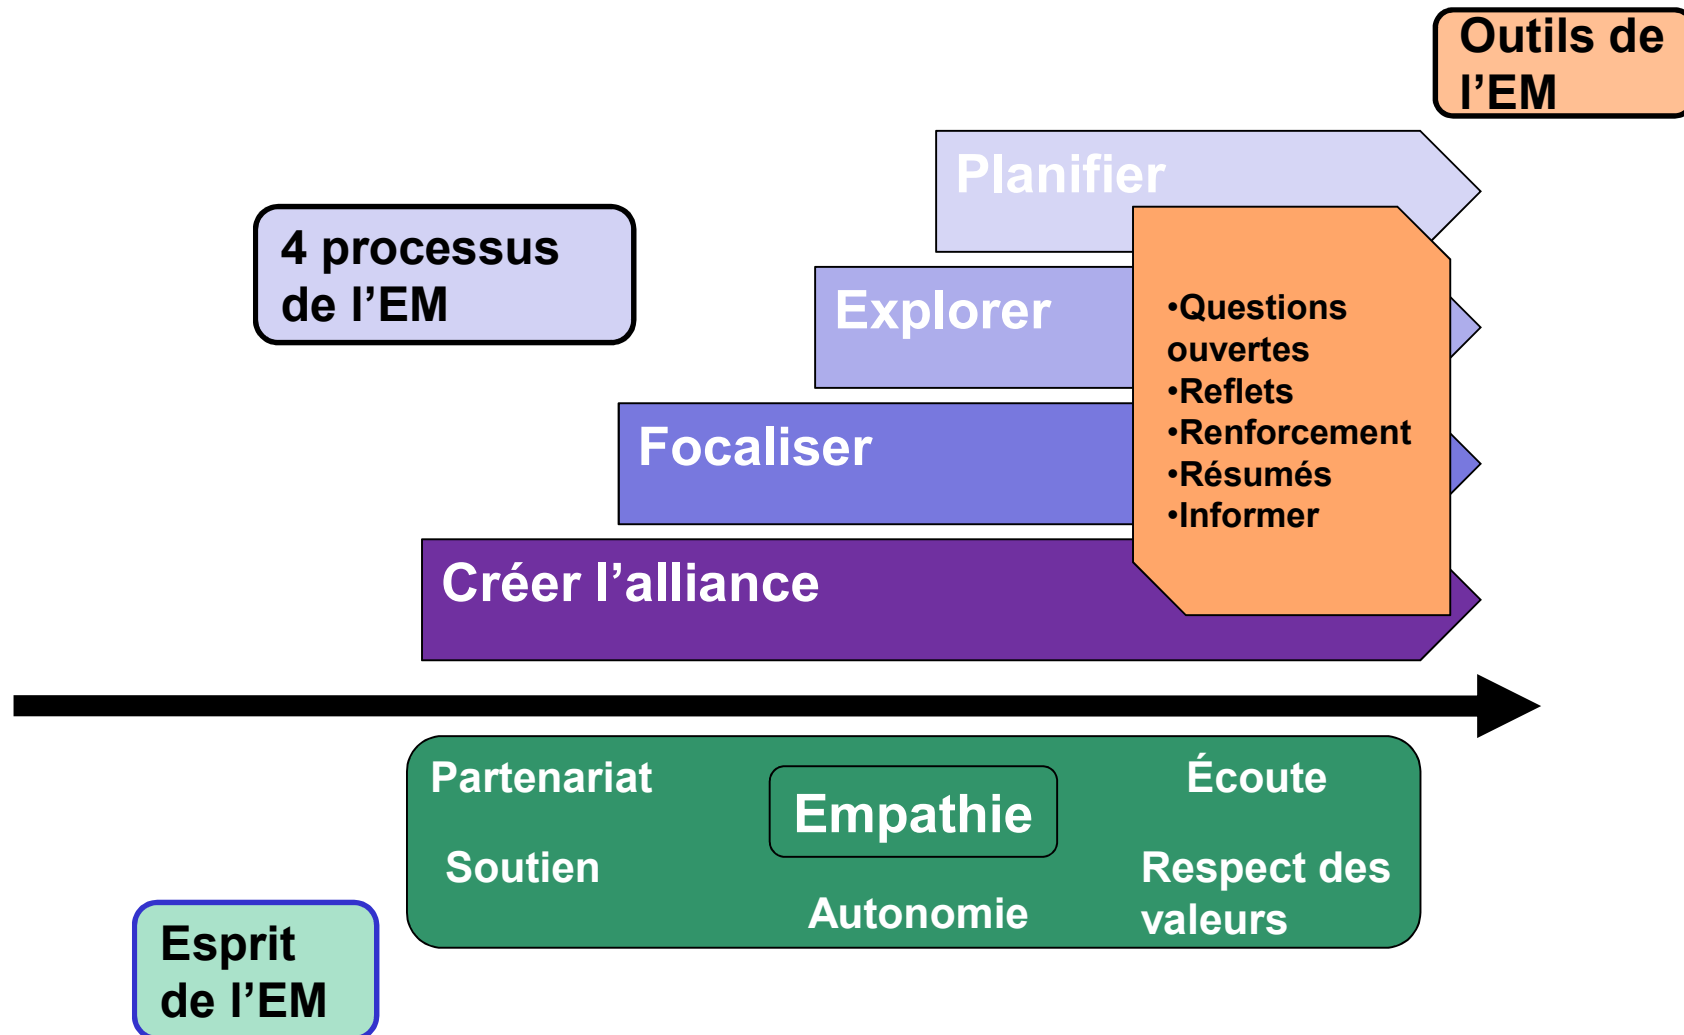 Outils de
l’EM
Planifier
4 processus
de l’EM
Explorer
•Questions
ouvertes
•Reflets
•Renforcement
•Résumés
•Informer
Focaliser
Créer l’alliance
Partenariat
Empathie
Écoute
Soutien
Autonomie
Respect des
valeurs
Esprit
de l’EM